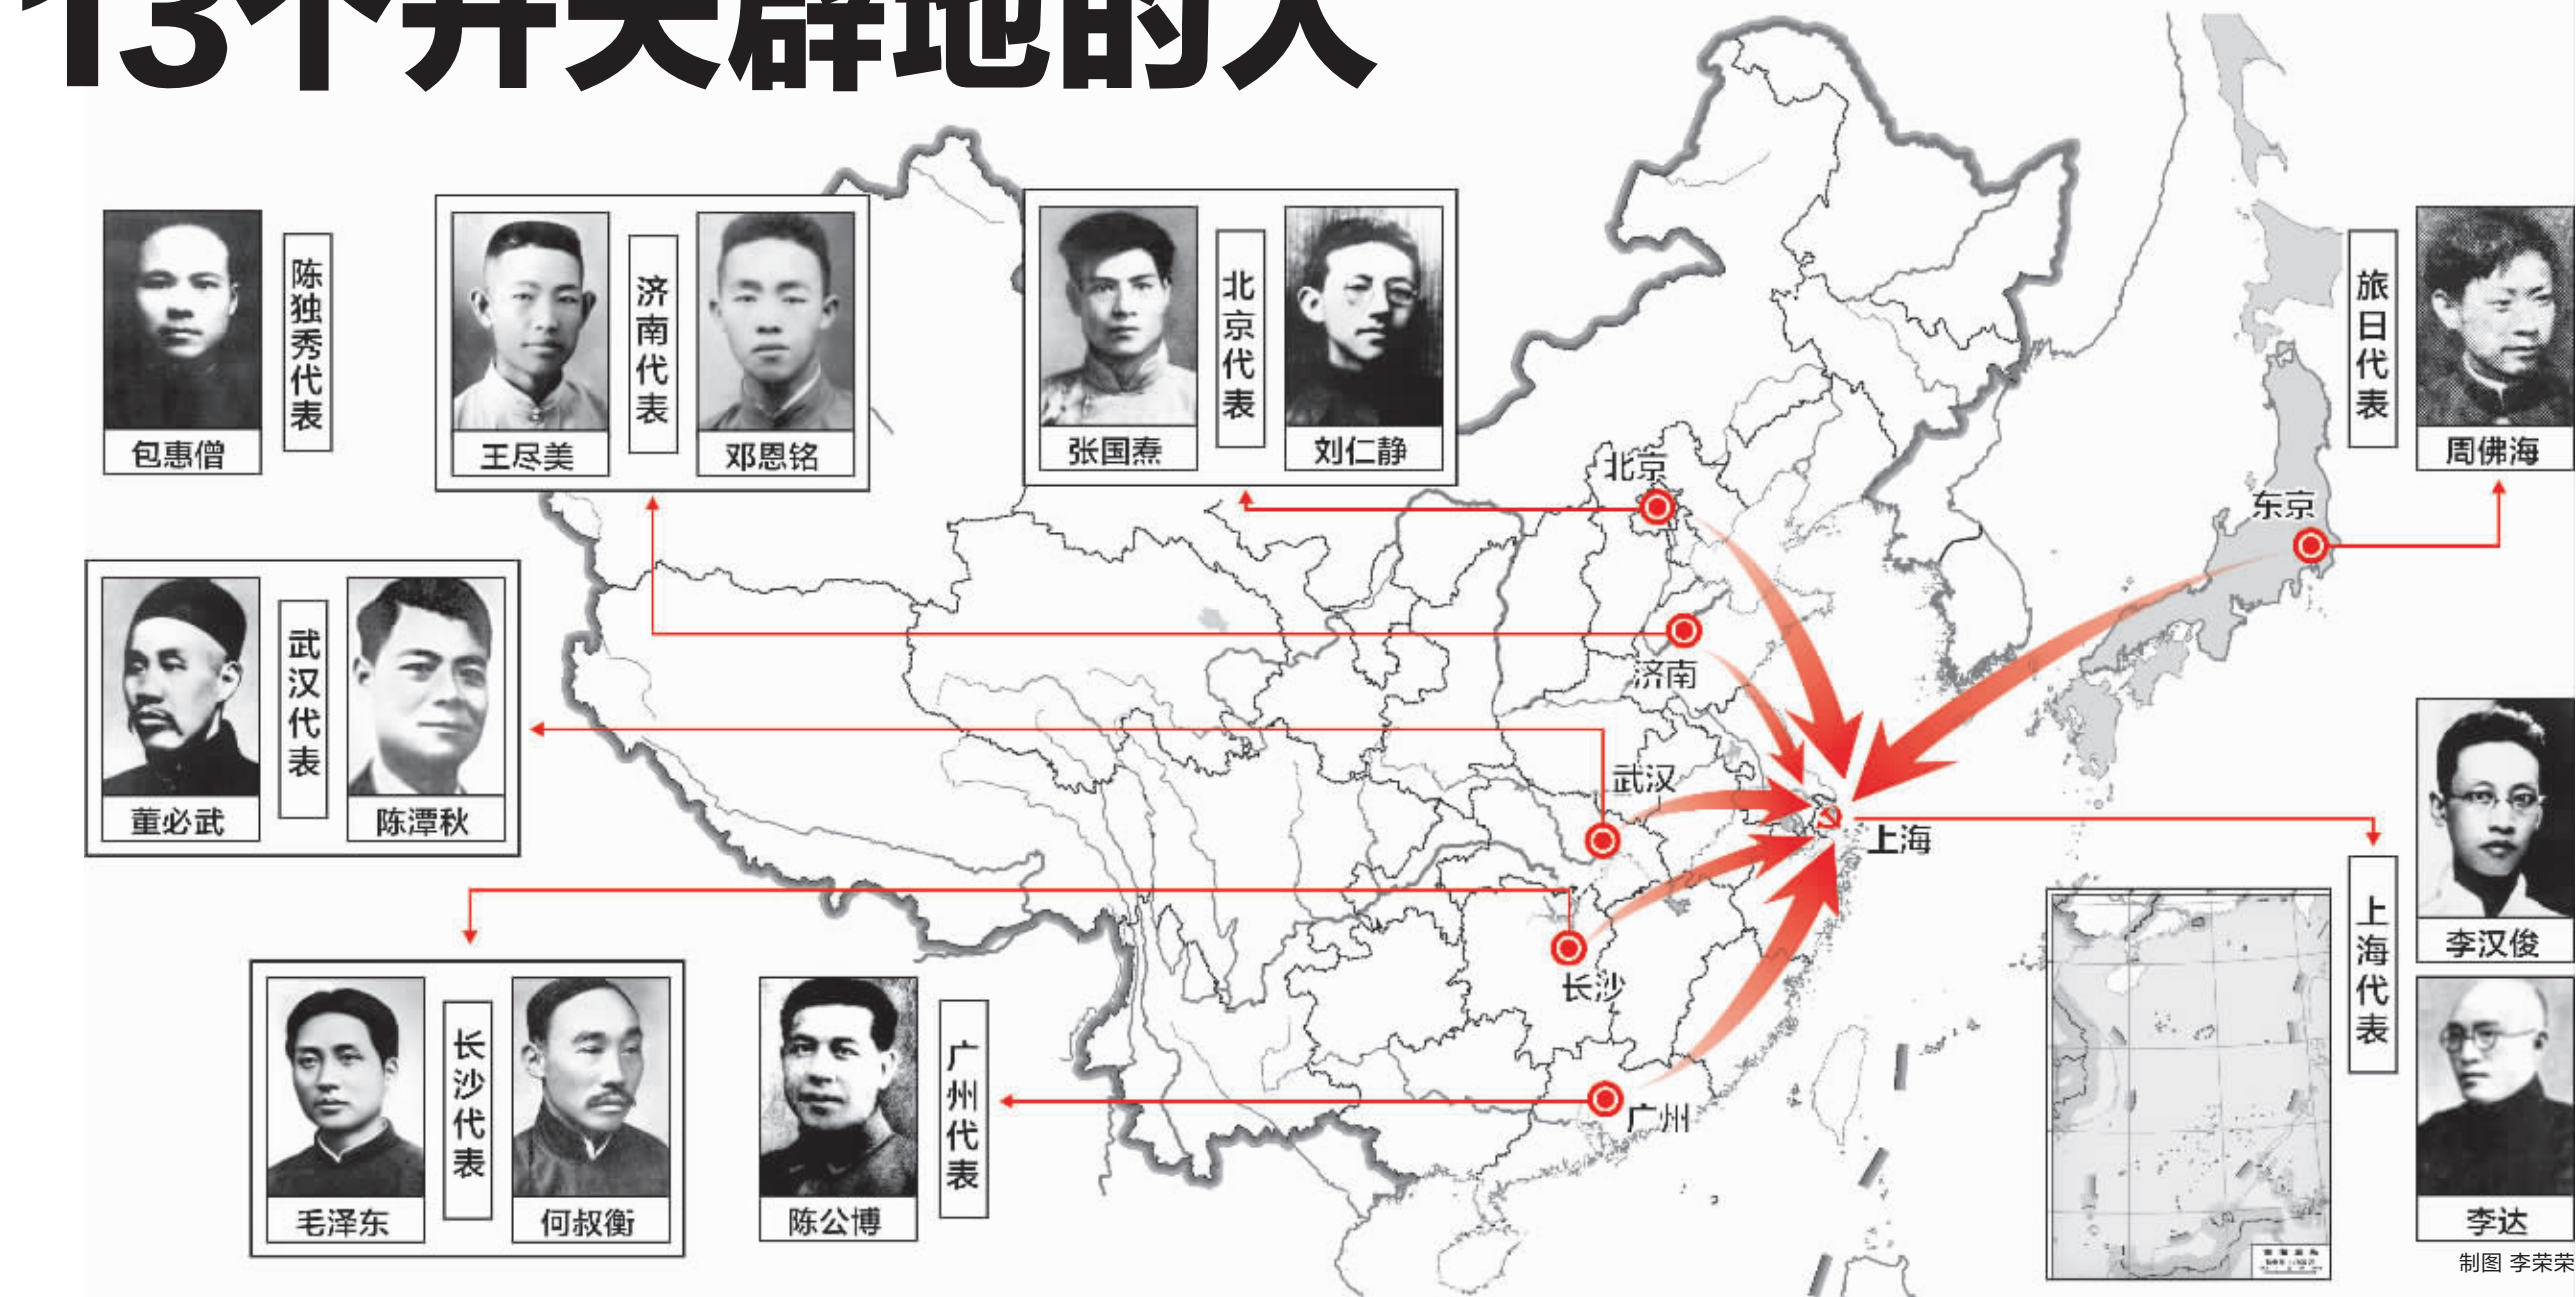 13个开天辟地的人
包惠僧
陈独秀代表
王尽美
济南代表
邓恩铭
张国焘
北京代表
刘仁静
旅日代表
周佛海
北京
东京
济南
董必武
武汉代表
陈潭秋
武汉
上海
李汉俊
上海代表
长沙
毛泽东
长沙代表
何叔衡
陈公博
广州代表
广州
李达
制图 李荣荣